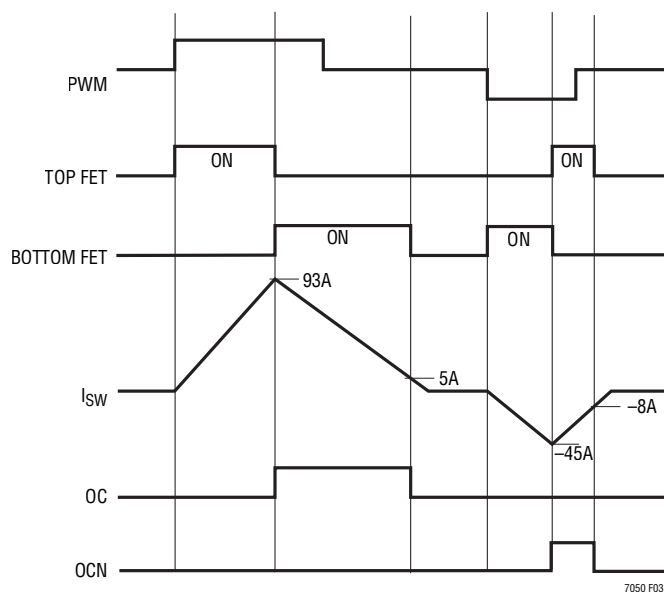 PWM
TOP FET
ON
ON
BOTTOM FET
ON
ON
93A
5A
ISW
–8A
–45A
OC
OCN
7050 F03